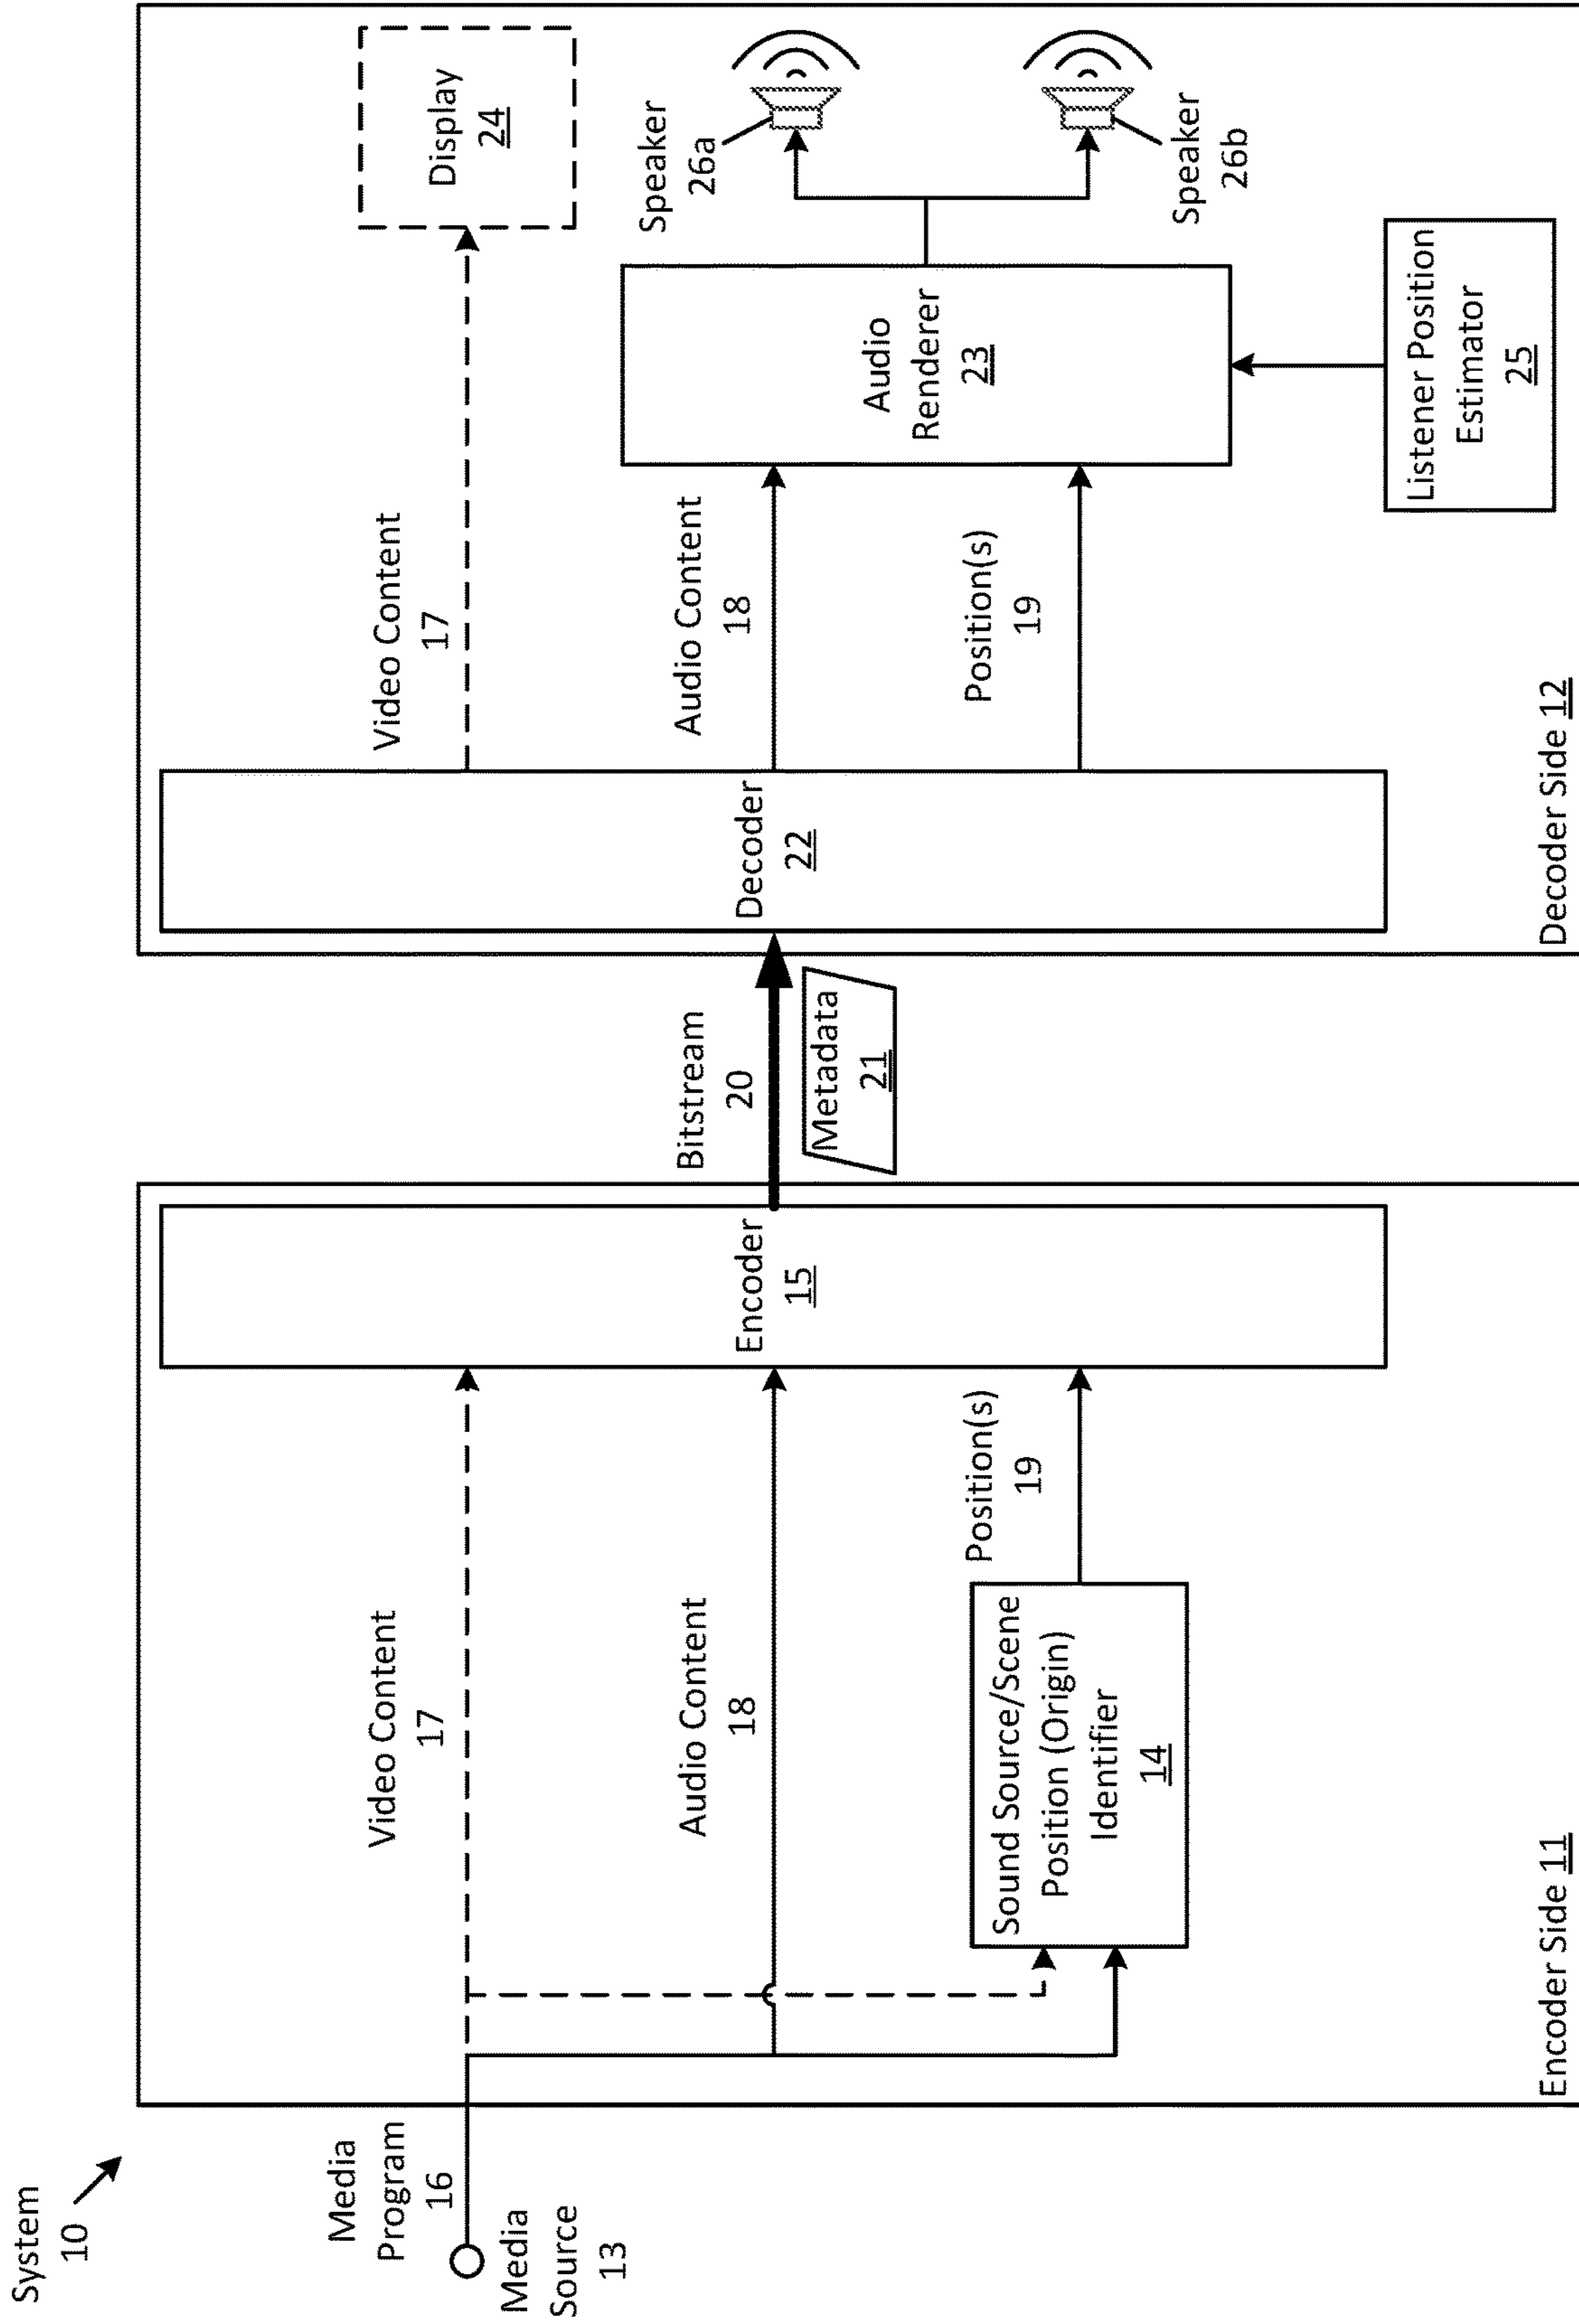 System
10
Media
Program
16
Media
Source
13
Video Content
17
Audio Content
18
Sound Source/Scene
Position (Origin)
Identifier
14
Position(s)
19
Encoder
15
Encoder Side 11
Bitstream
20
Metadata
21
Decoder
22
Video Content
17
Audio Content
18
Position(s)
19
Display
24
Audio
Renderer
23
Speaker
26a
Speaker
26b
Listener Position
Estimator
25
Decoder Side 12